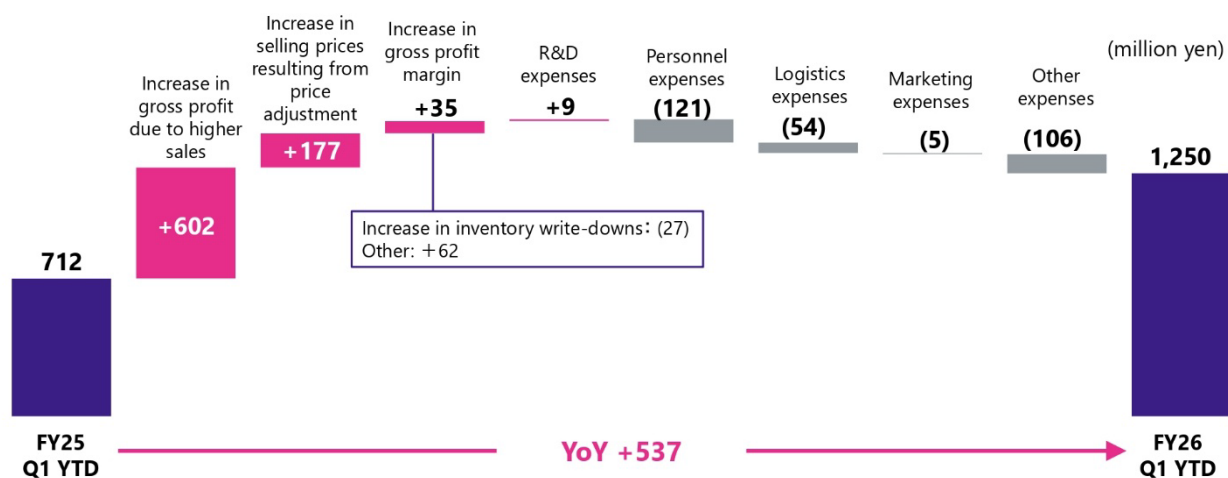 Increase in
gross profit
due to higher
sales
Increase in
selling prices
resulting from
price
adjustment
Increase in
gross profit
margin
R&D
expenses
Personnel
expenses
Logistics
expenses
Marketing
expenses
Other
expenses
(million yen)
712
+602
+177
+35
+9
(121)
(54)
(5)
(106)
1,250
Increase in inventory write-downs: (27)
Other: +62
FY25
Q1 YTD
YoY +537
FY26
Q1 YTD